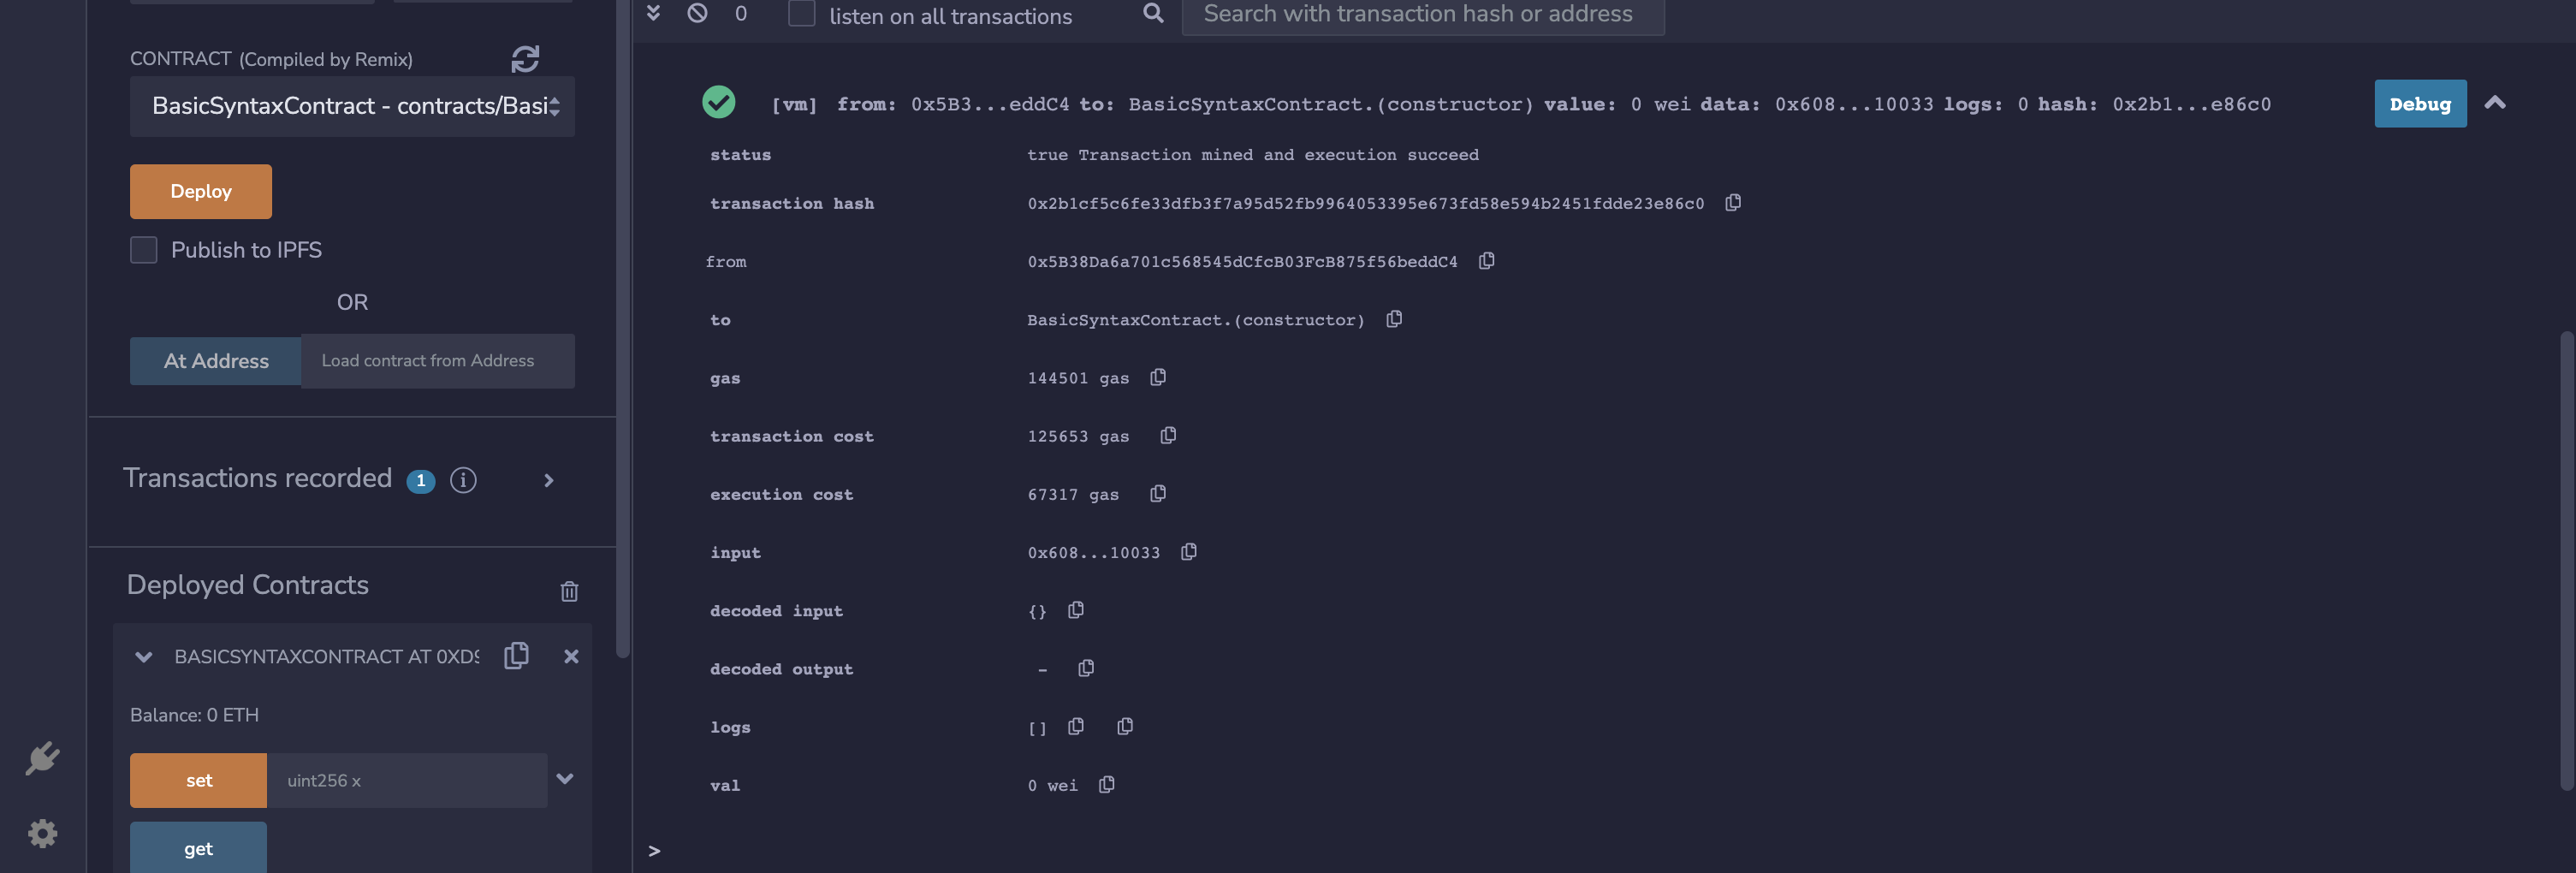 CONTRACT (Compiled by Remix)
BasicSyntaxContract - contracts/Basi
Deploy
Publish to IPFS
OR
At Address Load contract from Address
Transactions recorded 1 i
Deployed Contracts
BASICSYNTAXCONTRACT AT 0XD9
Balance: 0 ETH
set uint256 x
get
0 listen on all transactions Search with transaction hash or address
[vm] from: 0x5B3...eddC4 to: BasicSyntaxContract.(constructor) value: 0 wei data: 0x608...10033 logs: 0 hash: 0x2b1...e86c0 Debug
status true Transaction mined and execution succeed
transaction hash 0x2b1cf5c6fe33dfb3f7a95d52fb9964053395e673fd58e594b2451fdde23e86c0
from 0x5B38Da6a701c568545dCfcB03FcB875f56beddC4
to BasicSyntaxContract.(constructor)
gas 144501 gas
transaction cost 125653 gas
execution cost 67317 gas
input 0x608...10033
decoded input {}
decoded output -
logs []
val 0 wei
>